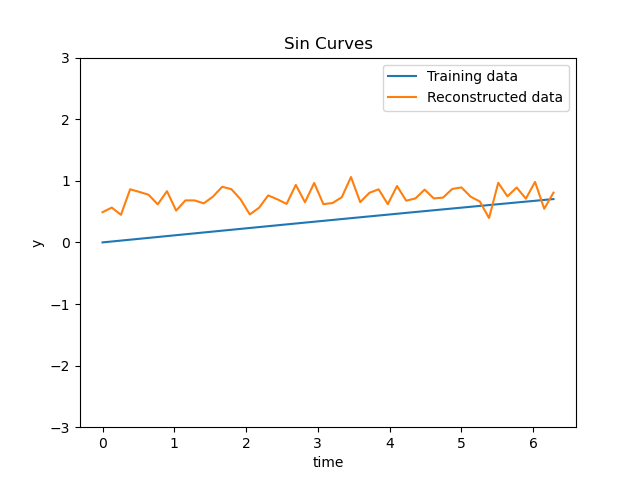 Sin Curves
Training data
Reconstructed data
3
2
1
0
−1
−2
−3
y
0 1 2 3 4 5 6
time